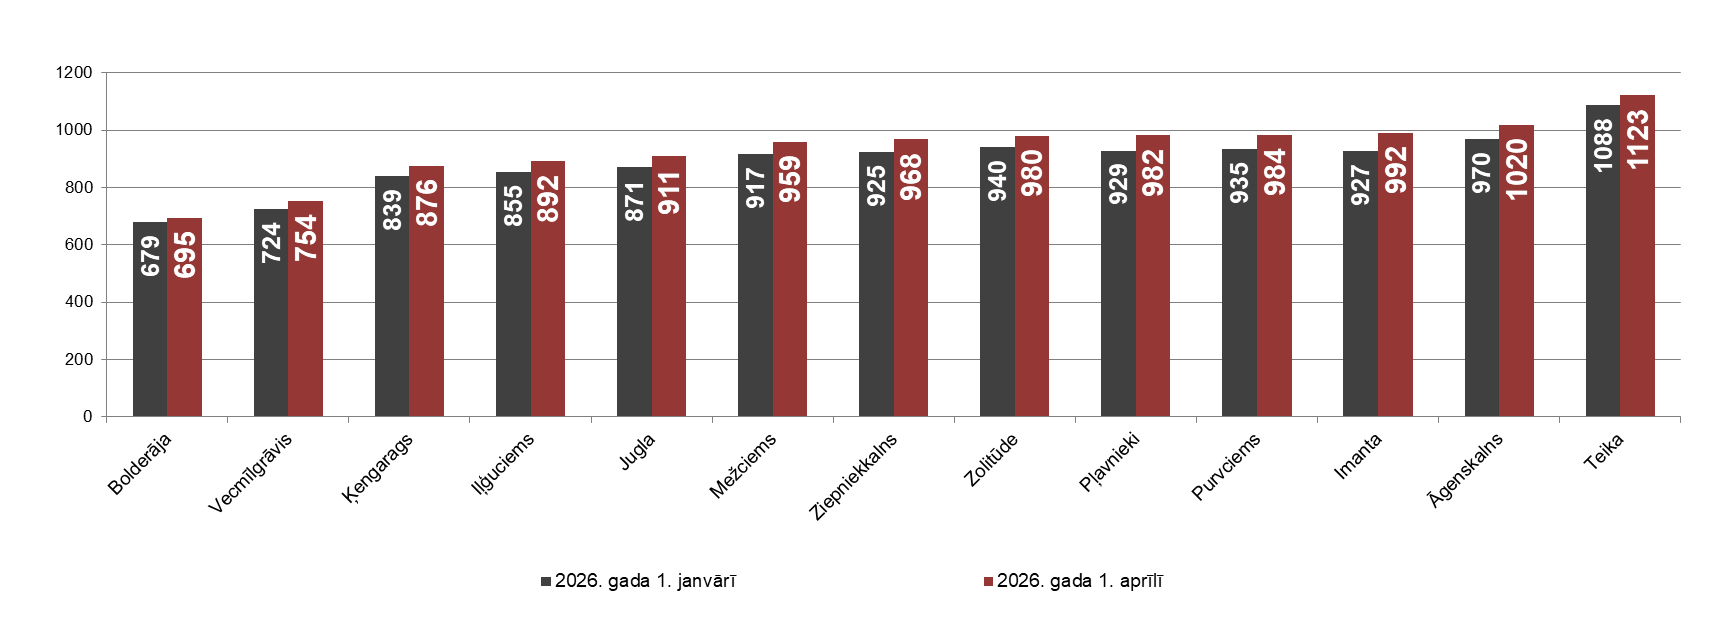 1200
1000
800
600
400
200
0
679 695
724 754
839 876
855 892
871 911
917 959
925 968
940 980
929 982
935 984
927 992
970 1020
1088 1123
Bolderāja
Vecmīlgrāvis
Ķengarags
Iļģuciems
Jugla
Mežciems
Ziepniekkalns
Zolitūde
Pļavnieki
Purvciems
Imanta
Āgenskalns
Teika
2026. gada 1. janvārī
2026. gada 1. aprīlī